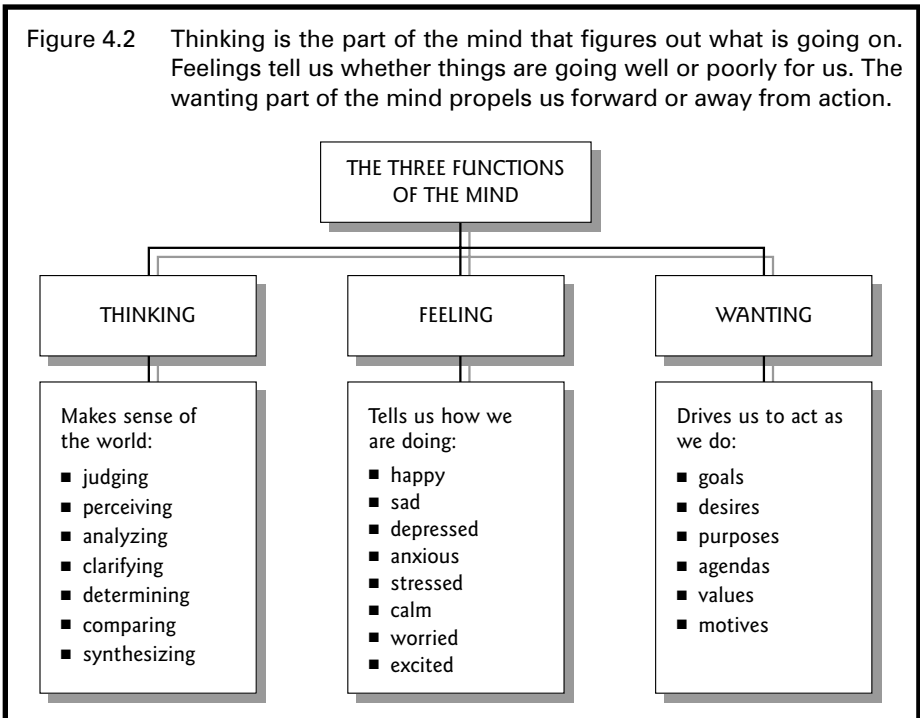 Figure 4.2 Thinking is the part of the mind that figures out what is going on.
Feelings tell us whether things are going well or poorly for us. The
wanting part of the mind propels us forward or away from action.
THE THREE FUNCTIONS
OF THE MIND
THINKING
FEELING
WANTING
Makes sense of
the world:
■ judging
■ perceiving
■ analyzing
■ clarifying
■ determining
■ comparing
■ synthesizing
Tells us how we
are doing:
■ happy
■ sad
■ depressed
■ anxious
■ stressed
■ calm
■ worried
■ excited
Drives us to act as
we do:
■ goals
■ desires
■ purposes
■ agendas
■ values
■ motives